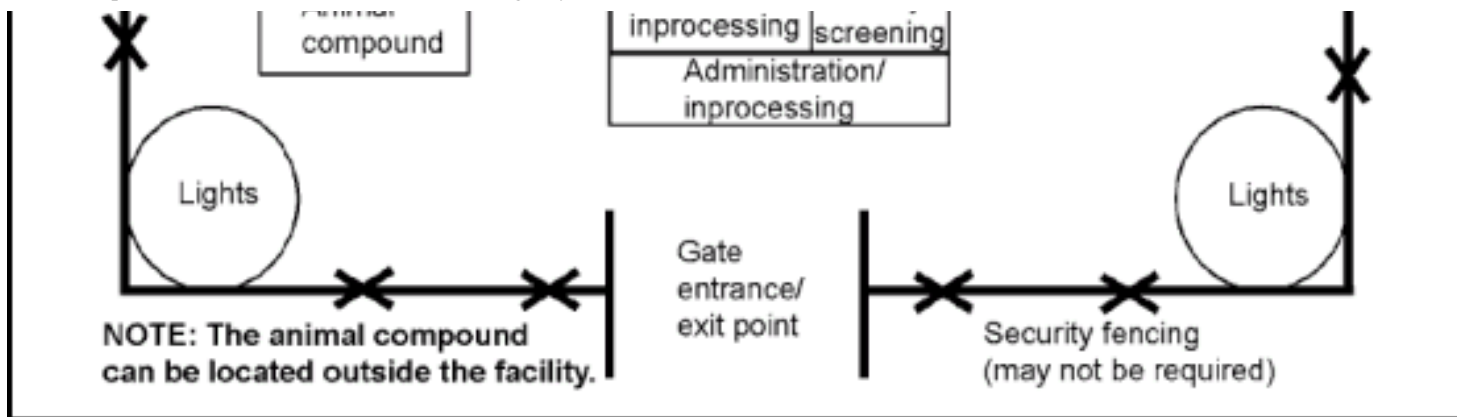 compound
inprocessing
screening
Administration/
inprocessing
Lights
Lights
Gate
entrance/
exit point
NOTE: The animal compound
can be located outside the facility.
Security fencing
(may not be required)